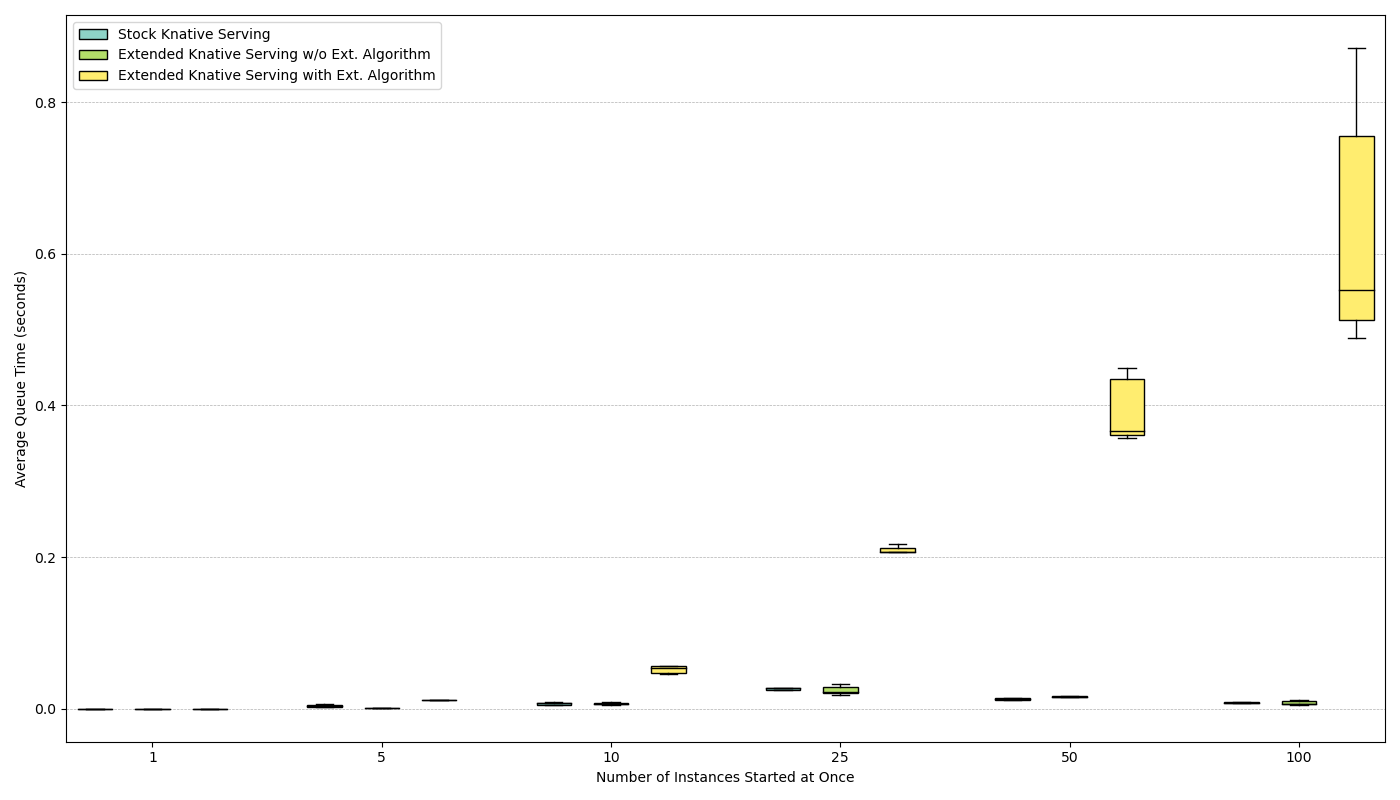 Stock Knative Serving
Extended Knative Serving w/o Ext. Algorithm
Extended Knative Serving with Ext. Algorithm
Average Queue Time (seconds)
0.8
0.6
0.4
0.2
0.0
1 5 10 25 50 100
Number of Instances Started at Once